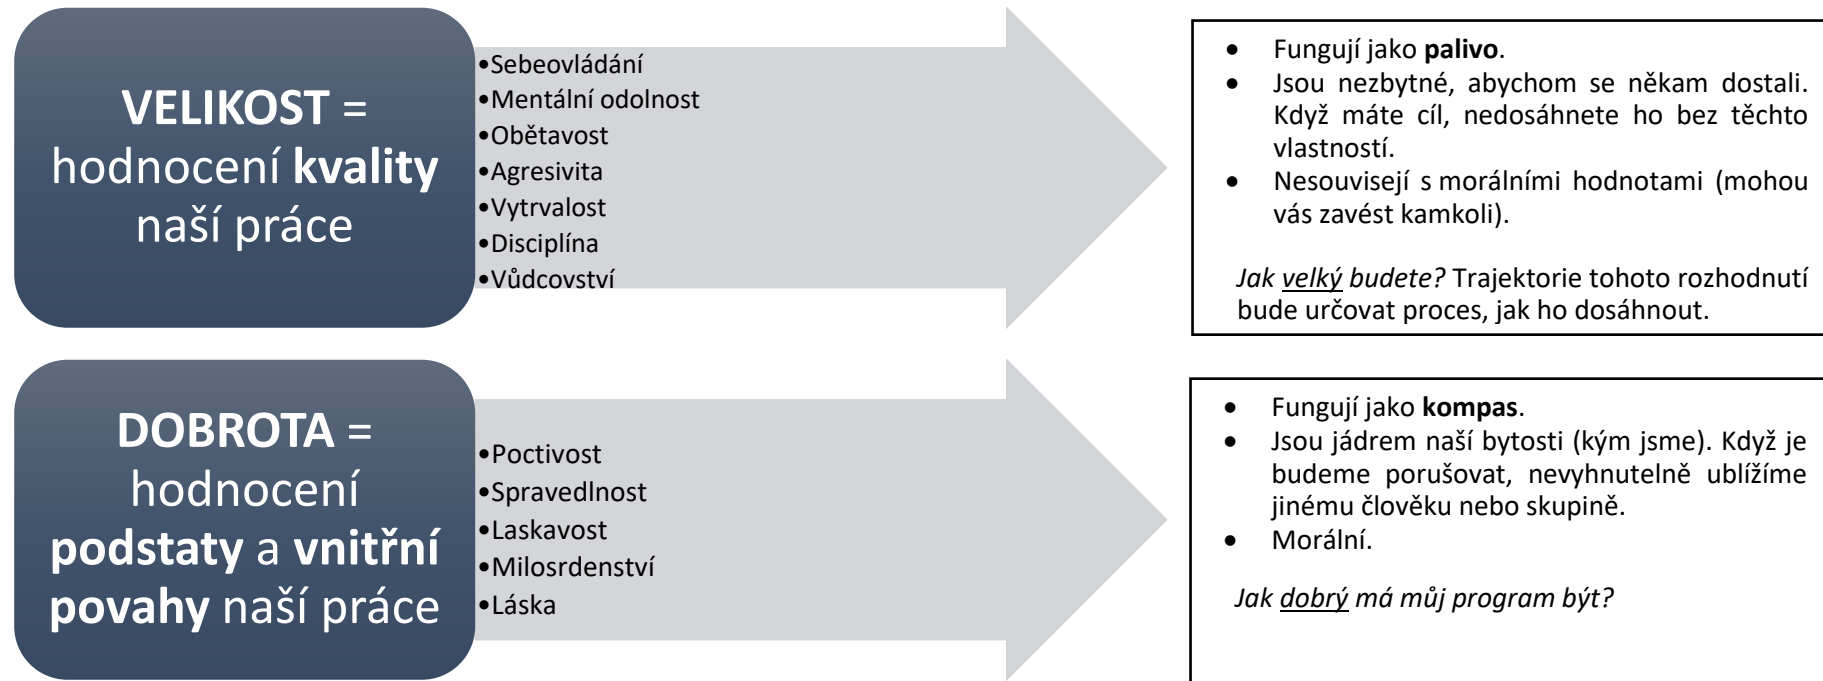 VELIKOST =
hodnocení kvality
naší práce
•Sebeovládání
•Mentální odolnost
•Obětavost
•Agresivita
•Vytrvalost
•Disciplína
•Vůdcovství
• Fungují jako palivo.
• Jsou nezbytné, abychom se někam dostali.
Když máte cíl, nedosáhnete ho bez těchto
vlastností.
• Nesouvisejí s morálními hodnotami (mohou
vás zavést kamkoli).
Jak velký budete? Trajektorie tohoto rozhodnutí
bude určovat proces, jak ho dosáhnout.
DOBROTA =
hodnocení
podstaty a vnitřní
povahy naší práce
•Poctivost
•Spravedlnost
•Laskavost
•Milosrdenství
•Láska
• Fungují jako kompas.
• Jsou jádrem naší bytosti (kým jsme). Když je
budeme porušovat, nevyhnutelně ublížíme
jinému člověku nebo skupině.
• Morální.
Jak dobrý má můj program být?